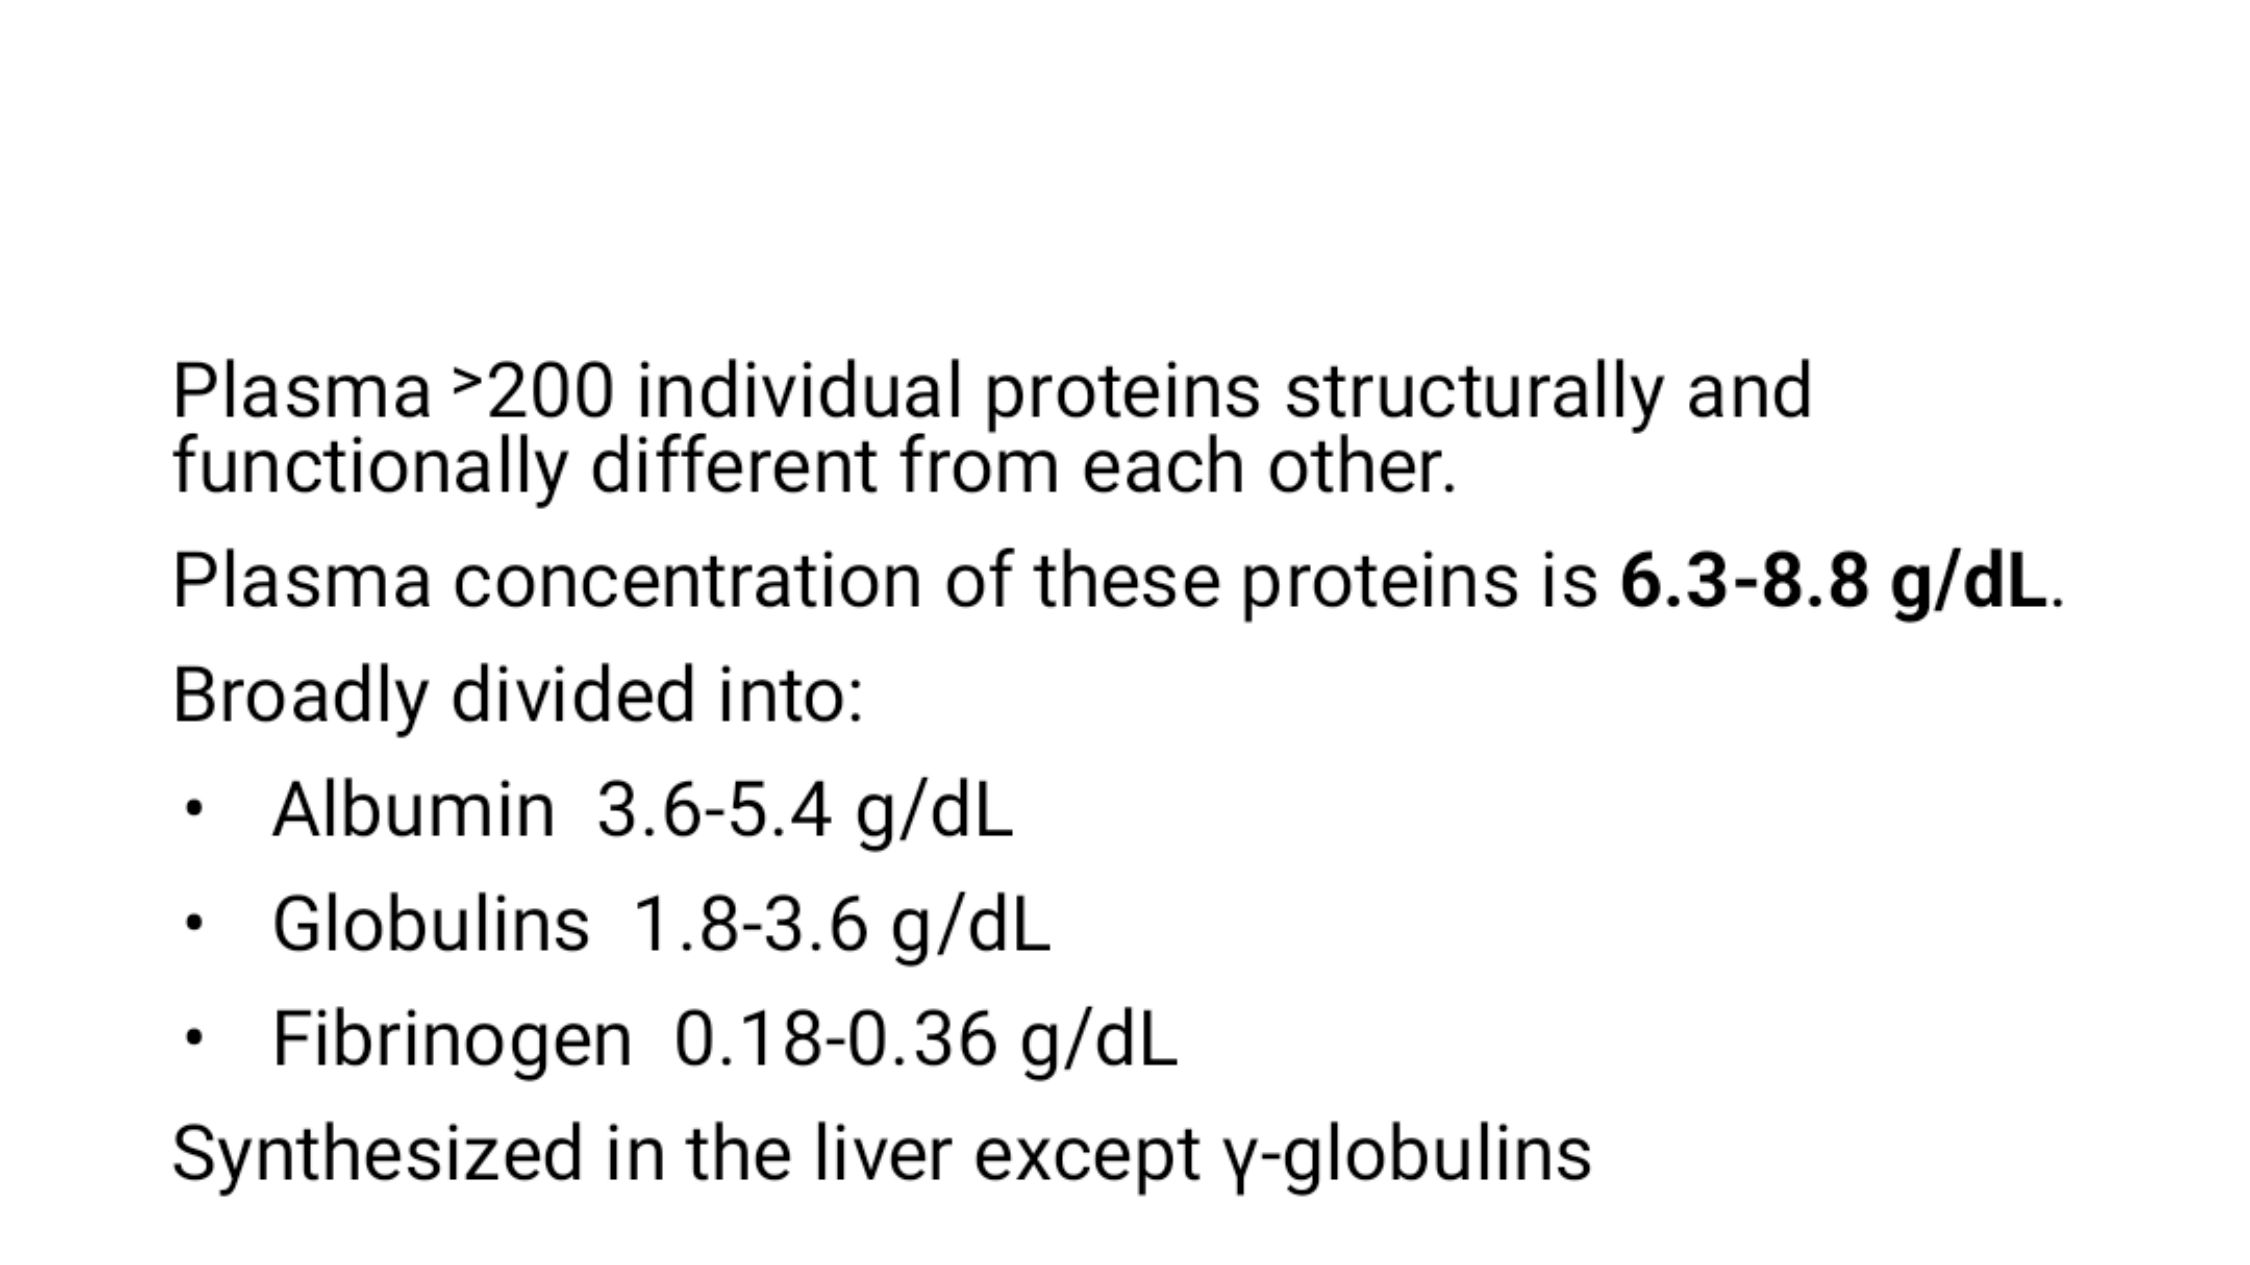 Plasma >200 individual proteins structurally and
functionally different from each other.
Plasma concentration of these proteins is 6.3-8.8 g/dL.
Broadly divided into:
• Albumin 3.6-5.4 g/dL
• Globulins 1.8-3.6 g/dL
• Fibrinogen 0.18-0.36 g/dL
Synthesized in the liver except γ-globulins